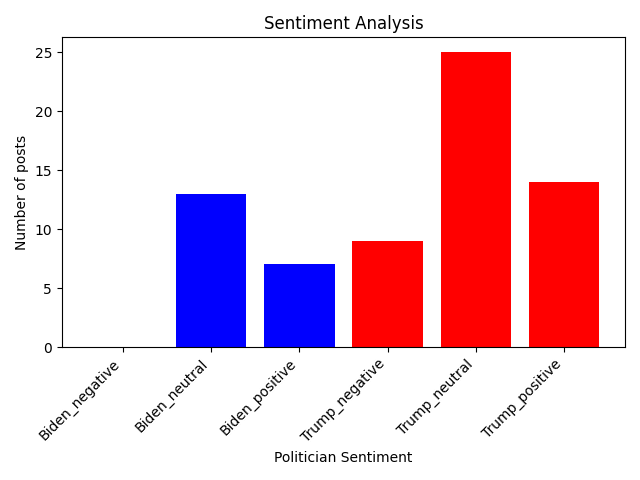 Sentiment Analysis
Number of posts
25
20
15
10
5
0
Biden_negative
Biden_neutral
Biden_positive
Trump_negative
Trump_neutral
Trump_positive
Politician Sentiment